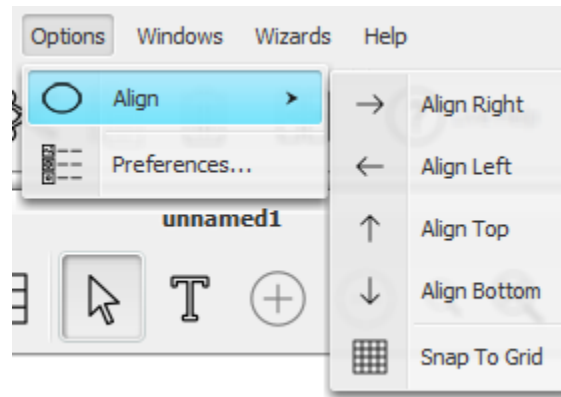 Options Windows Wizards Help
Align
Preferences...
Align Right
Align Left
Align Top
Align Bottom
Snap To Grid
unnamed1
T